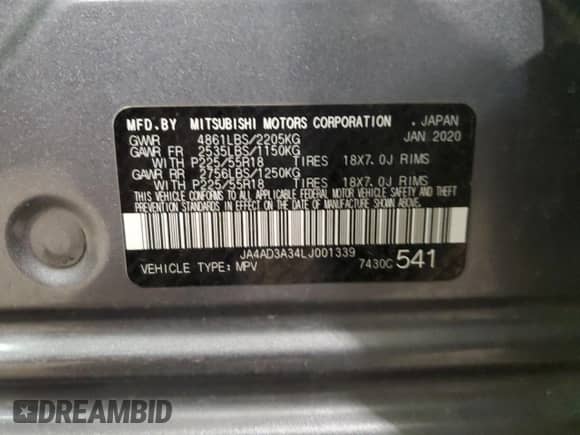 MFD.BY MITSUBISHI MOTORS CORPORATION . JAPAN
GVWR 4861LBS/2205KG JAN 2020
GAWR FR 2535LBS/1150KG
WITH P225/55R18 TIRES 18X7.0J RIMS
GAWR RR 2756LBS/1250KG
WITH P225/55R18 TIRES 18X7.0J RIMS
THIS VEHICLE CONFORMS TO ALL APPLICABLE FEDERAL MOTOR VEHICLE SAFETY AND THEFT
PREVENTION STANDARDS IN EFFECT ON THE DATE OF MANUFACTURE SHOWN ABOVE.
JA4AD3A34LJ001339
VEHICLE TYPE: MPV 7430C 541
DREAMBID